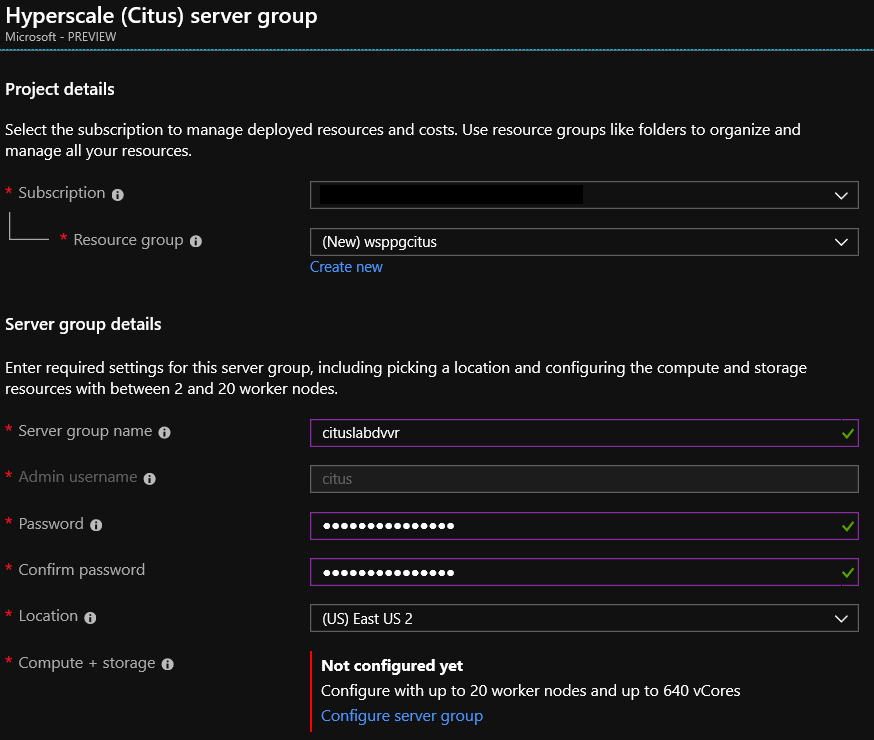 Hyperscale (Citus) server group
Microsoft - PREVIEW
Project details
Select the subscription to manage deployed resources and costs. Use resource groups like folders to organize and
manage all your resources.
* Subscription
* Resource group
(New) wsppgcitus
Create new
Server group details
Enter required settings for this server group, including picking a location and configuring the compute and storage
resources with between 2 and 20 worker nodes.
* Server group name
cituslabdvvr
* Admin username
citus
* Password
•••••••••••••••
* Confirm password
•••••••••••••••
* Location
(US) East US 2
* Compute + storage
Not configured yet
Configure with up to 20 worker nodes and up to 640 vCores
Configure server group